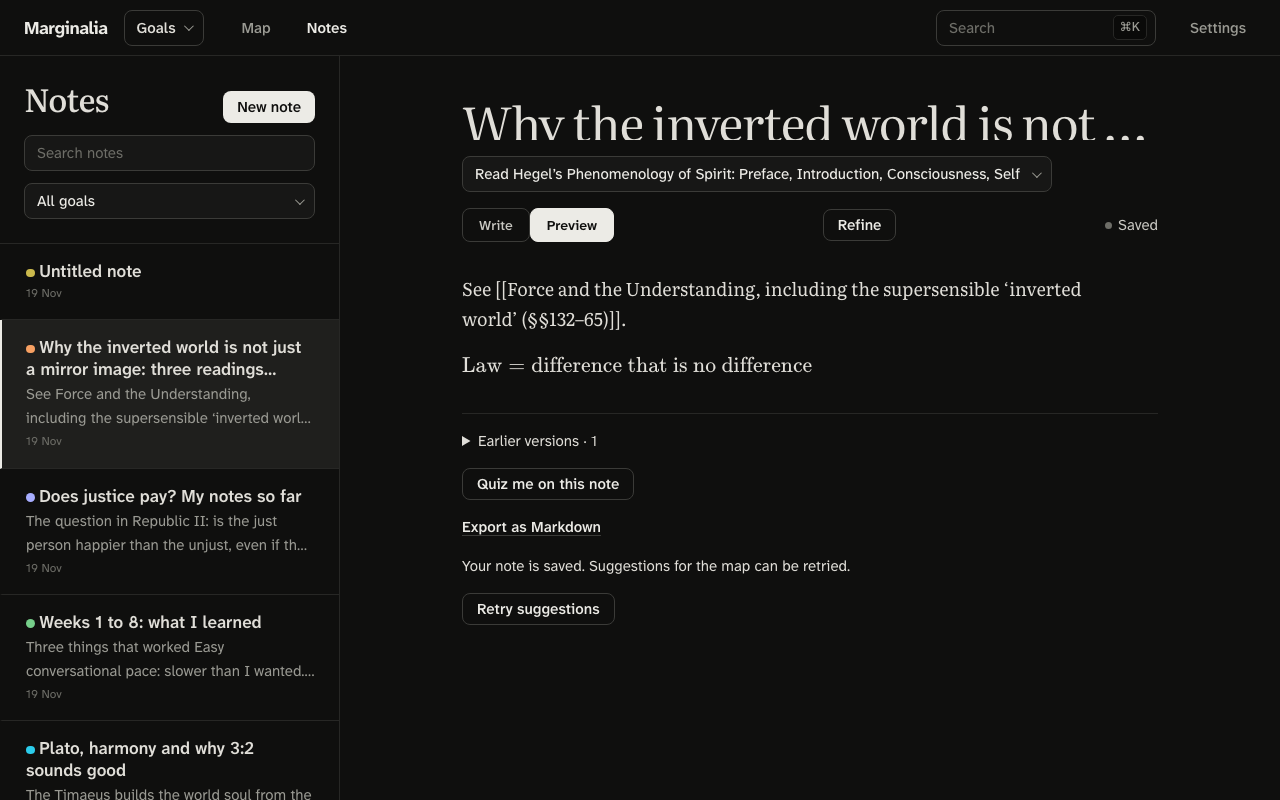 Marginalia
Goals
Map
Notes
Search
⌘K
Settings
Notes
New note
Search notes
All goals
Untitled note
19 Nov
Why the inverted world is not just
a mirror image: three readings...
See Force and the Understanding,
including the supersensible ‘inverted worl...
19 Nov
Does justice pay? My notes so far
The question in Republic II: is the just
person happier than the unjust, even if th...
19 Nov
Weeks 1 to 8: what I learned
Three things that worked Easy
conversational pace: slower than I wanted....
19 Nov
Plato, harmony and why 3:2
sounds good
The Timaeus builds the world soul from the
Why the inverted world is not ...
Read Hegel’s Phenomenology of Spirit: Preface, Introduction, Consciousness, Self
Write
Preview
Refine
Saved
See [[Force and the Understanding, including the supersensible ‘inverted
world’ (§§132–65)]].
Law = difference that is no difference
Earlier versions · 1
Quiz me on this note
Export as Markdown
Your note is saved. Suggestions for the map can be retried.
Retry suggestions